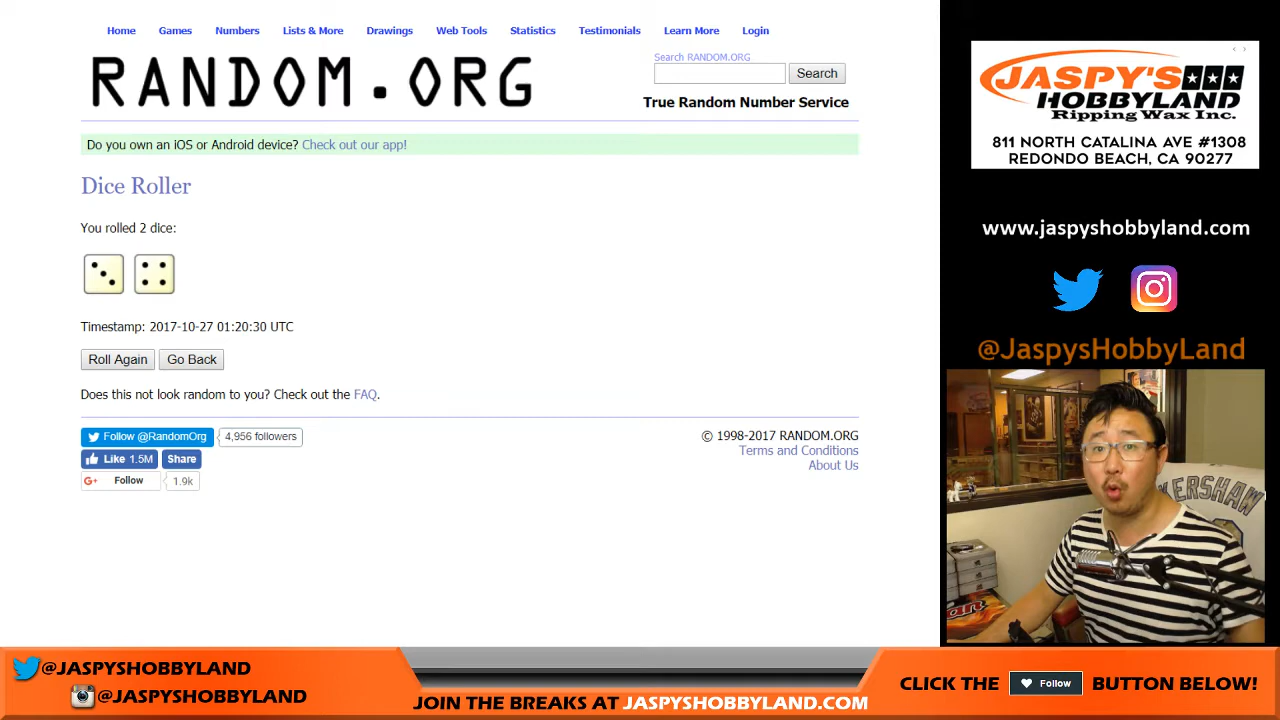 Home Games Numbers Lists & More Drawings Web Tools Statistics Testimonials Learn More Login
RANDOM.ORG
Search RANDOM.ORG
Search
True Random Number Service
Do you own an iOS or Android device? Check out our app!
Dice Roller
You rolled 2 dice:
Timestamp: 2017-10-27 01:20:30 UTC
Roll Again Go Back
Does this not look random to you? Check out the FAQ.
Follow @RandomOrg 4,956 followers
Like 1.5M Share
G+ Follow 1.9k
© 1998-2017 RANDOM.ORG
Terms and Conditions
About Us
JASPY'S
HOBBYLAND
Ripping Wax Inc.
811 NORTH CATALINA AVE #1308
REDONDO BEACH, CA 90277
www.jaspyshobbyland.com
@JaspysHobbyLand
KERSHAW
@JASPYSHOBBYLAND
@JASPYSHOBBYLAND
JOIN THE BREAKS AT JASPYSHOBBYLAND.COM
CLICK THE Follow BUTTON BELOW!